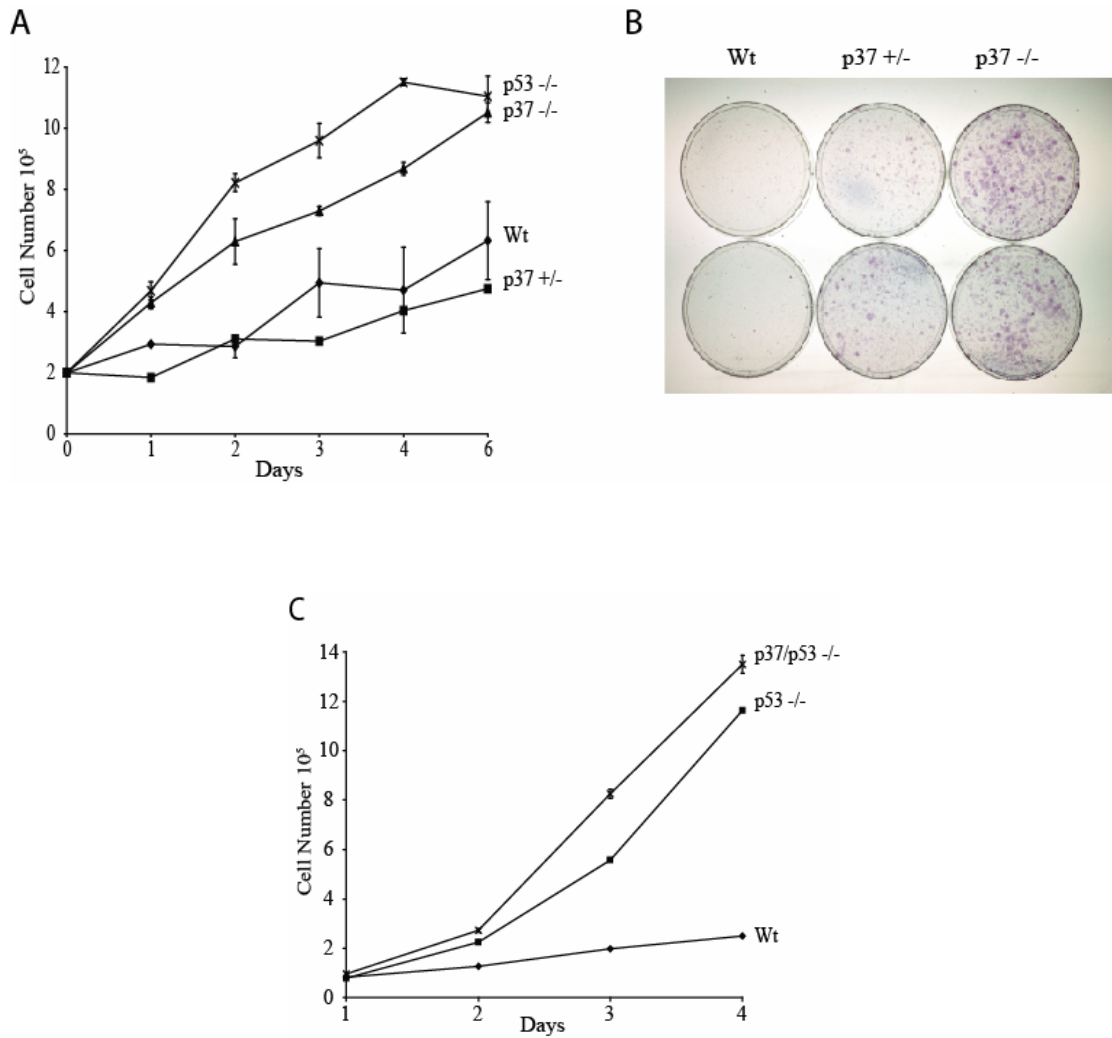 A
12
10
8
6
4
2
0
Cell Number 10⁵
p53 -/-
p37 -/-
Wt
p37 +/-
0 1 2 3 4 6
Days
B
Wt p37 +/- p37 -/-
C
14
12
10
8
6
4
2
0
Cell Number 10⁵
p37/p53 -/-
p53 -/-
Wt
1 2 3 4
Days